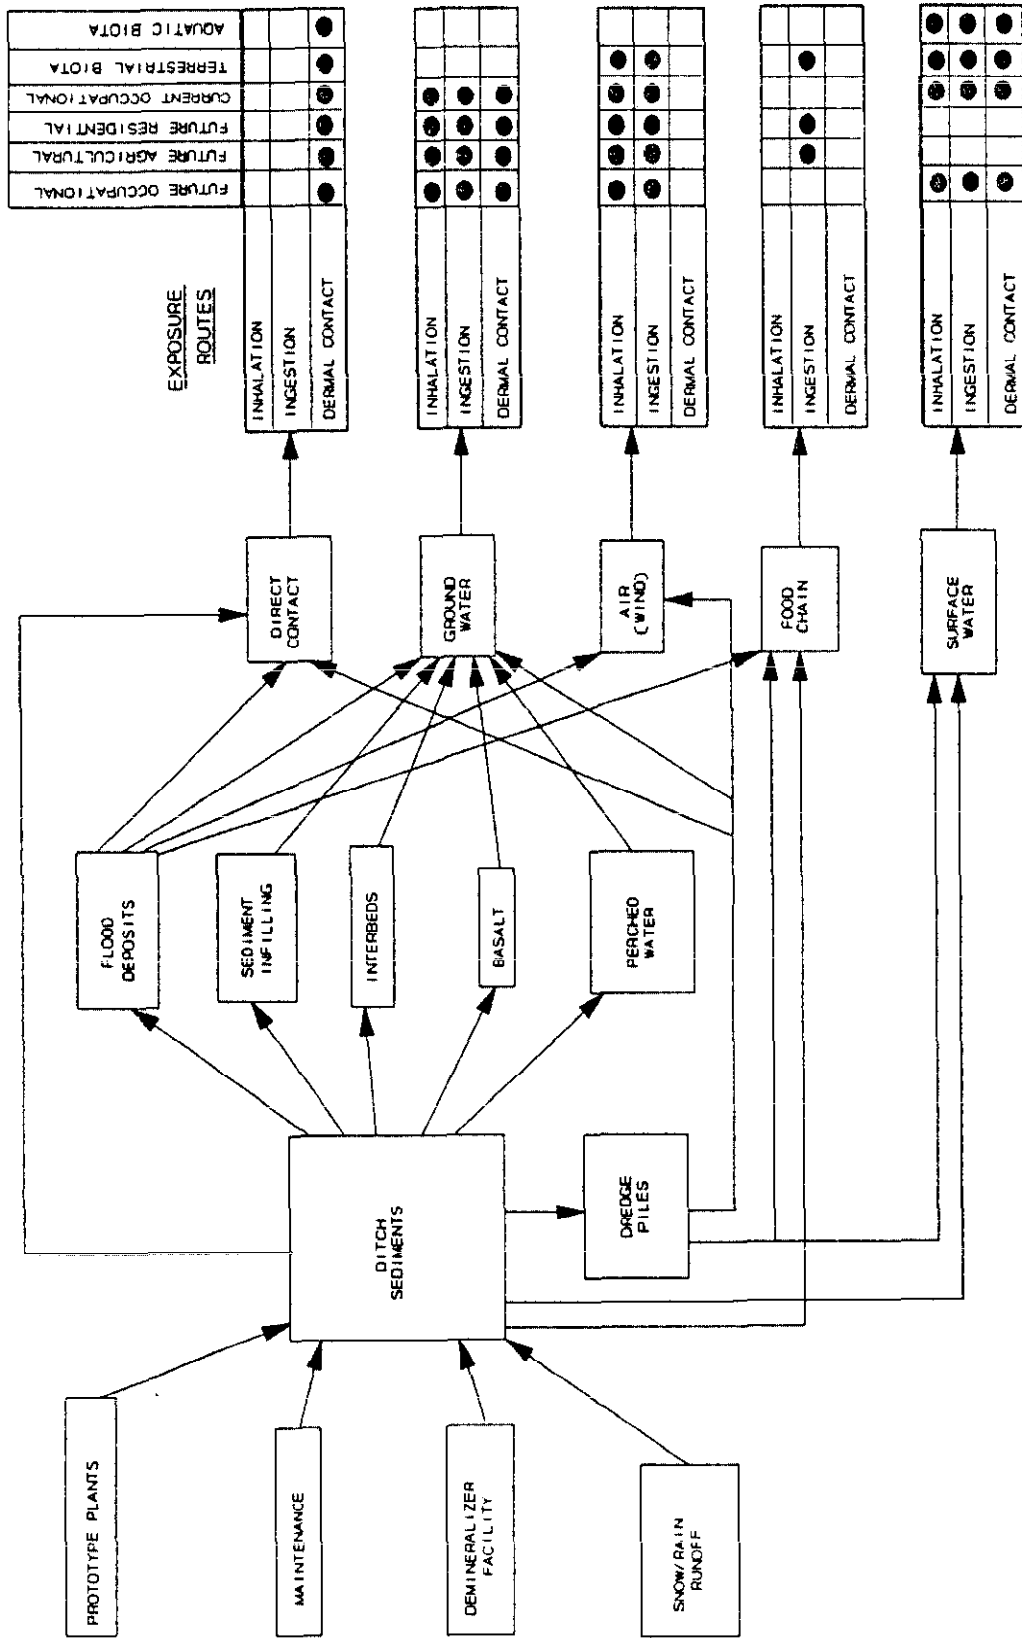 AQUATIC BIOTA
TERRESTRIAL BIOTA
CURRENT OCCUPATIONAL
FUTURE RESIDENTIAL
FUTURE AGRICULTURAL
FUTURE OCCUPATIONAL
EXPOSURE
ROUTES
INHALATION
INGESTION
DERMAL CONTACT
INHALATION
INGESTION
DERMAL CONTACT
INHALATION
INGESTION
DERMAL CONTACT
INHALATION
INGESTION
DERMAL CONTACT
INHALATION
INGESTION
DERMAL CONTACT
DIRECT
CONTACT
GROUND
WATER
AIR
(WIND)
FOOD
CHAIN
SURFACE
WATER
FLOOD
DEPOSITS
SEDIMENT
INFILLING
INTERBEDS
BASALT
PERCHED
WATER
DITCH
SEDIMENTS
DREDGE
PILES
PROTOTYPE PLANTS
MAINTENANCE
DEMINERALIZER
FACILITY
SNOW/RAIN
RUNOFF